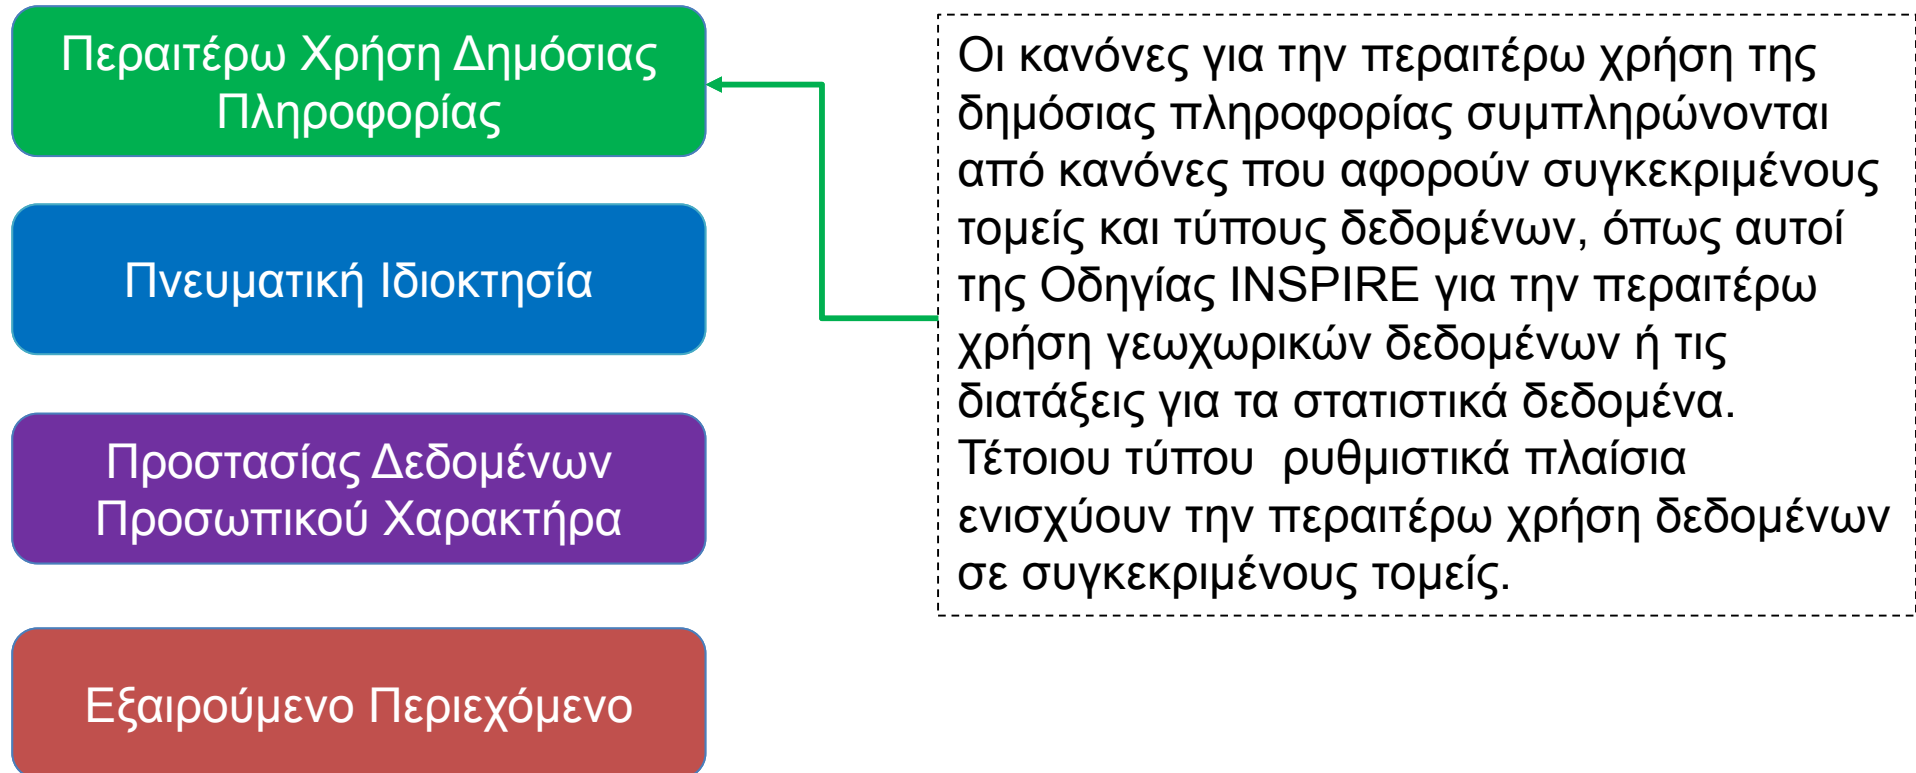 Περαιτέρω Χρήση Δημόσιας
Πληροφορίας
Πνευματική Ιδιοκτησία
Προστασίας Δεδομένων
Προσωπικού Χαρακτήρα
Εξαιρούμενο Περιεχόμενο
Οι κανόνες για την περαιτέρω χρήση της
δημόσιας πληροφορίας συμπληρώνονται
από κανόνες που αφορούν συγκεκριμένους
τομείς και τύπους δεδομένων, όπως αυτοί
της Οδηγίας INSPIRE για την περαιτέρω
χρήση γεωχωρικών δεδομένων ή τις
διατάξεις για τα στατιστικά δεδομένα.
Τέτοιου τύπου  ρυθμιστικά πλαίσια
ενισχύουν την περαιτέρω χρήση δεδομένων
σε συγκεκριμένους τομείς.